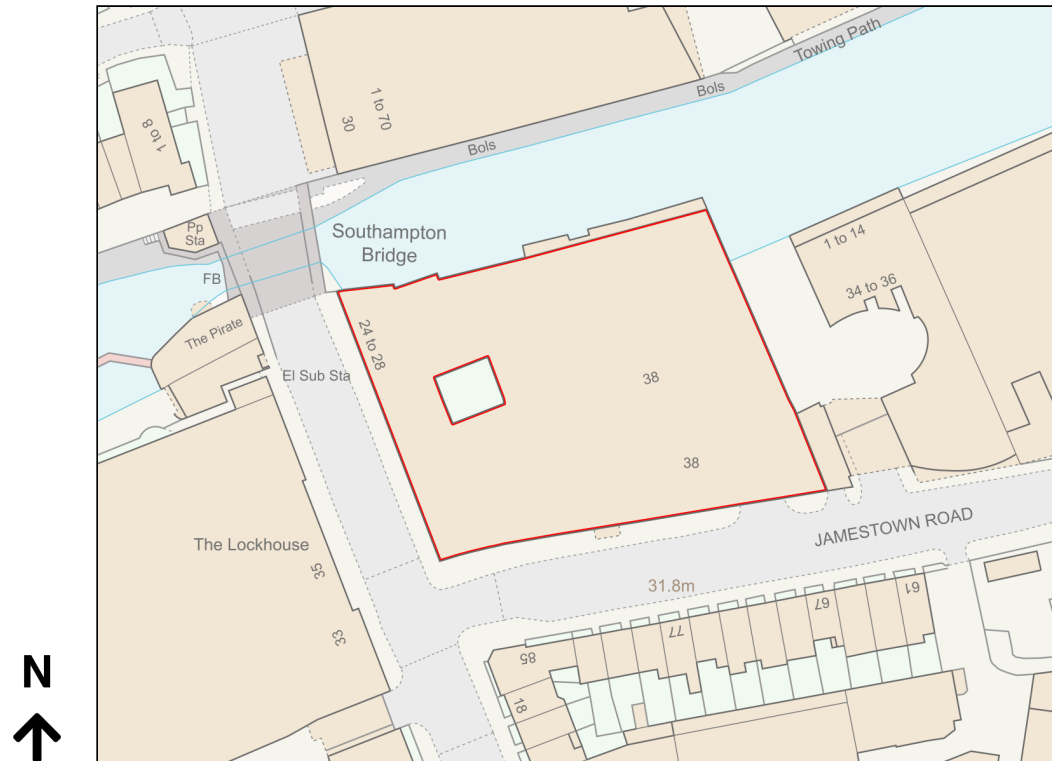 Towing Path
Bols
1 to 70
30
Bols
1 to 8
Pp
Sta
Southampton
Bridge
1 to 14
FB
34 to 36
The Pirate
24 to 28
El Sub Sta
38
38
JAMESTOWN ROAD
The Lockhouse
35
31.8m
61
67
77
33
85
18
N